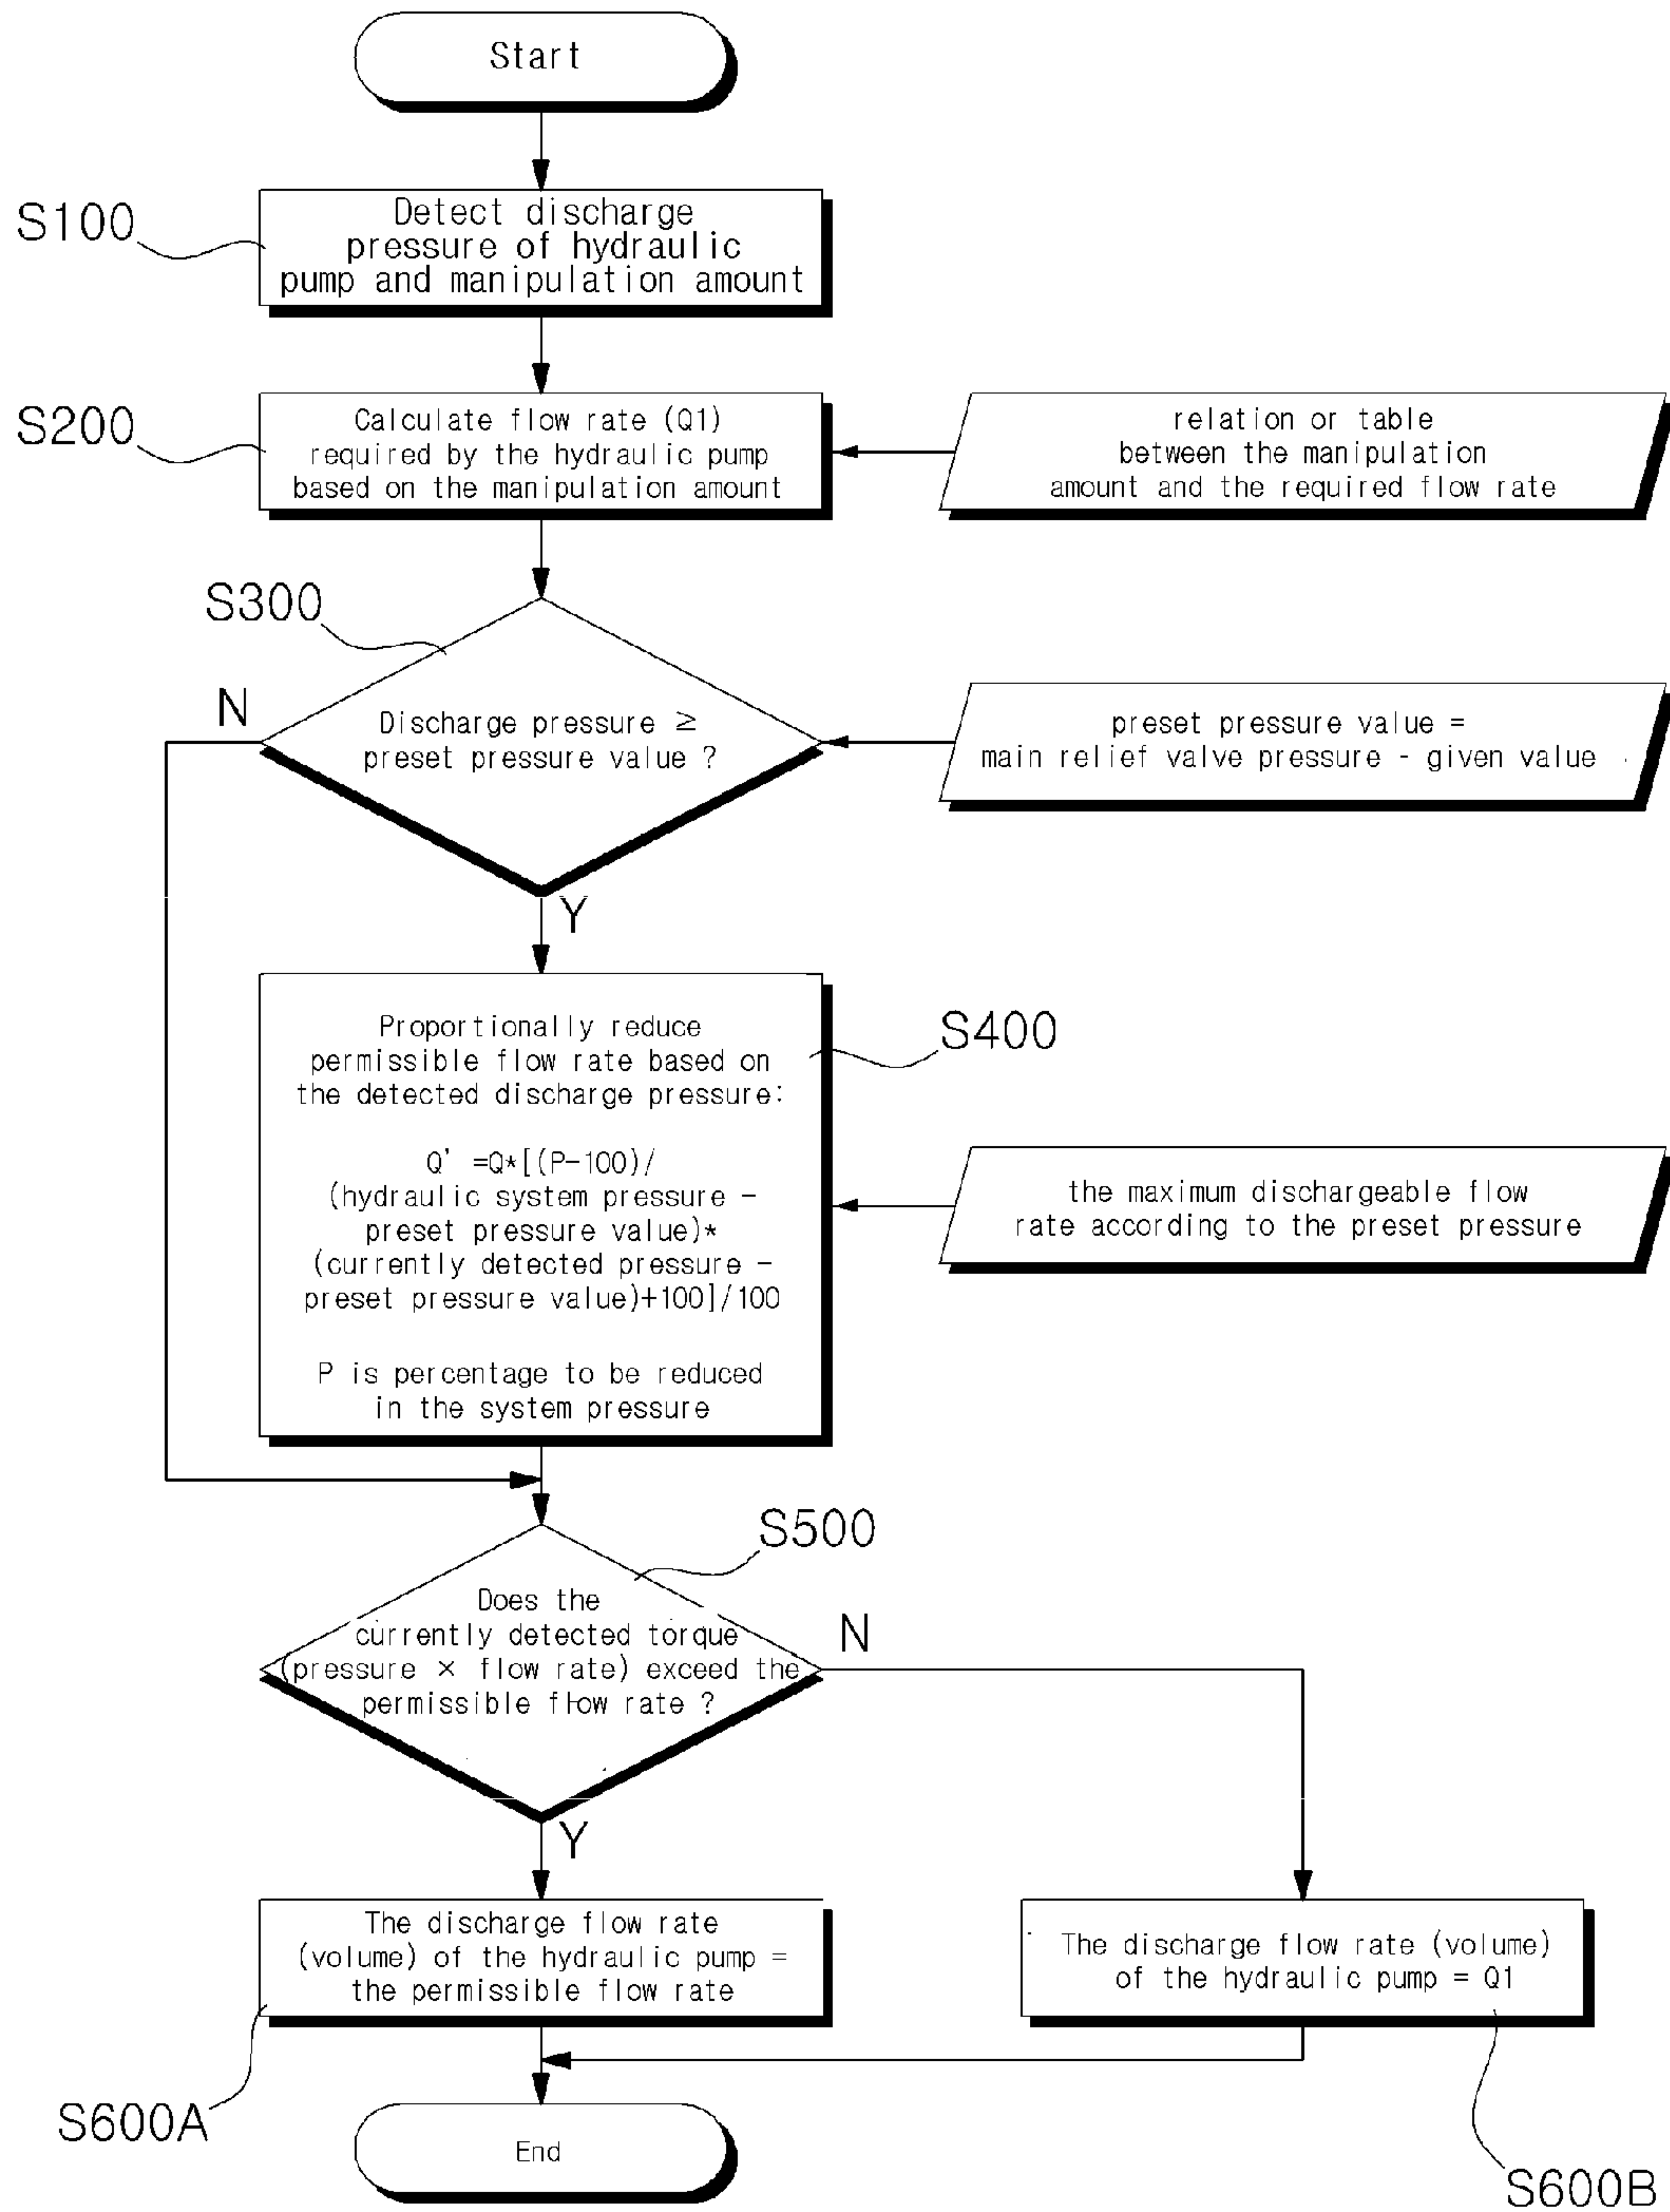 Start
S100
Detect discharge
pressure of hydraulic
pump and manipulation amount
S200
Calculate flow rate (Q1)
required by the hydraulic pump
based on the manipulation amount
relation or table
between the manipulation
amount and the required flow rate
S300
N
Discharge pressure ≥
preset pressure value ?
preset pressure value =
main relief valve pressure - given value
Y
S400
Proportionally reduce
permissible flow rate based on
the detected discharge pressure:
Q' =Q*[(P-100)/
(hydraulic system pressure -
preset pressure value)*
(currently detected pressure -
preset pressure value)+100]/100
P is percentage to be reduced
in the system pressure
the maximum dischargeable flow
rate according to the preset pressure
S500
Does the
currently detected torque
(pressure × flow rate) exceed the
permissible flow rate ?
N
Y
The discharge flow rate
(volume) of the hydraulic pump =
the permissible flow rate
The discharge flow rate (volume)
of the hydraulic pump = Q1
S600A
End
S600B